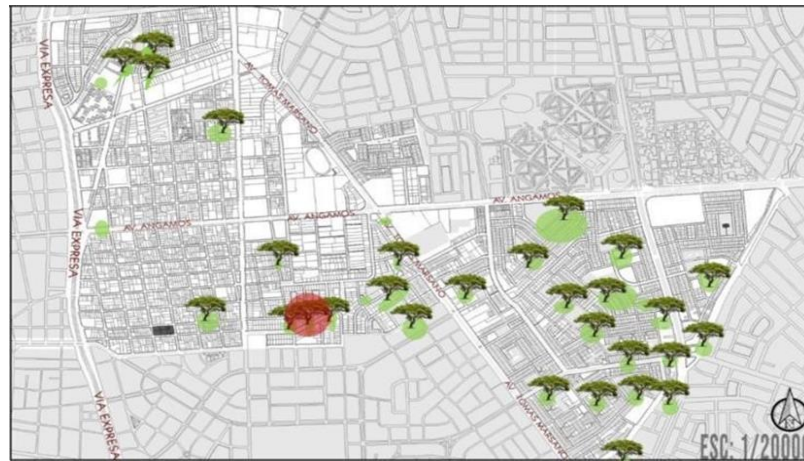 VIA EXPRESA
AV. TOMAS MARSANO
AV. ANGAMOS
AV. ANGAMOS
AV. ANGAMOS
VIA EXPRESA
MARSANO
AV. TOMAS MARSANO
VIA EXPRESA
ESC: 1/20000